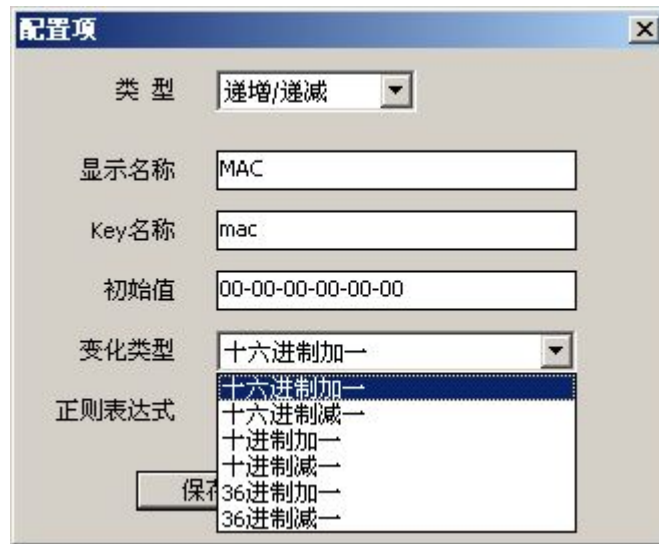 配置项
类 型 递增/递减
显示名称 MAC
Key名称 mac
初始值 00-00-00-00-00-00
变化类型 十六进制加一
十六进制加一
正则表达式 十六进制减一
十进制加一
十进制减一
保存 36进制加一
36进制减一